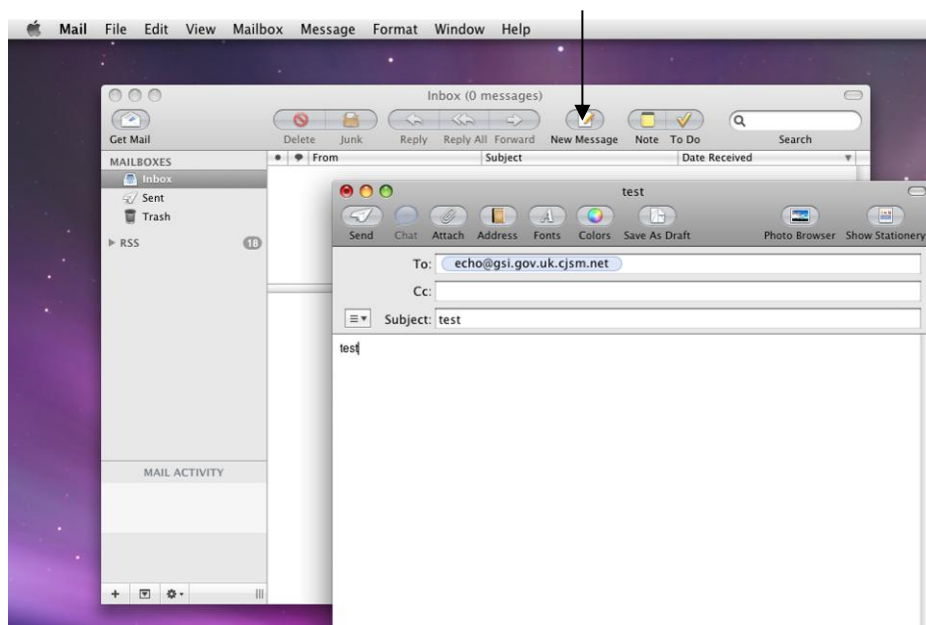 Mail File Edit View Mailbox Message Format Window Help
Inbox (0 messages)
Get Mail Delete Junk Reply Reply All Forward New Message Note To Do Search
MAILBOXES
Inbox
Sent
Trash
RSS 18
From Subject Date Received
MAIL ACTIVITY
test
Send Chat Attach Address Fonts Colors Save As Draft Photo Browser Show Stationery
To: echo@gsi.gov.uk.cjsm.net
Cc:
Subject: test
test